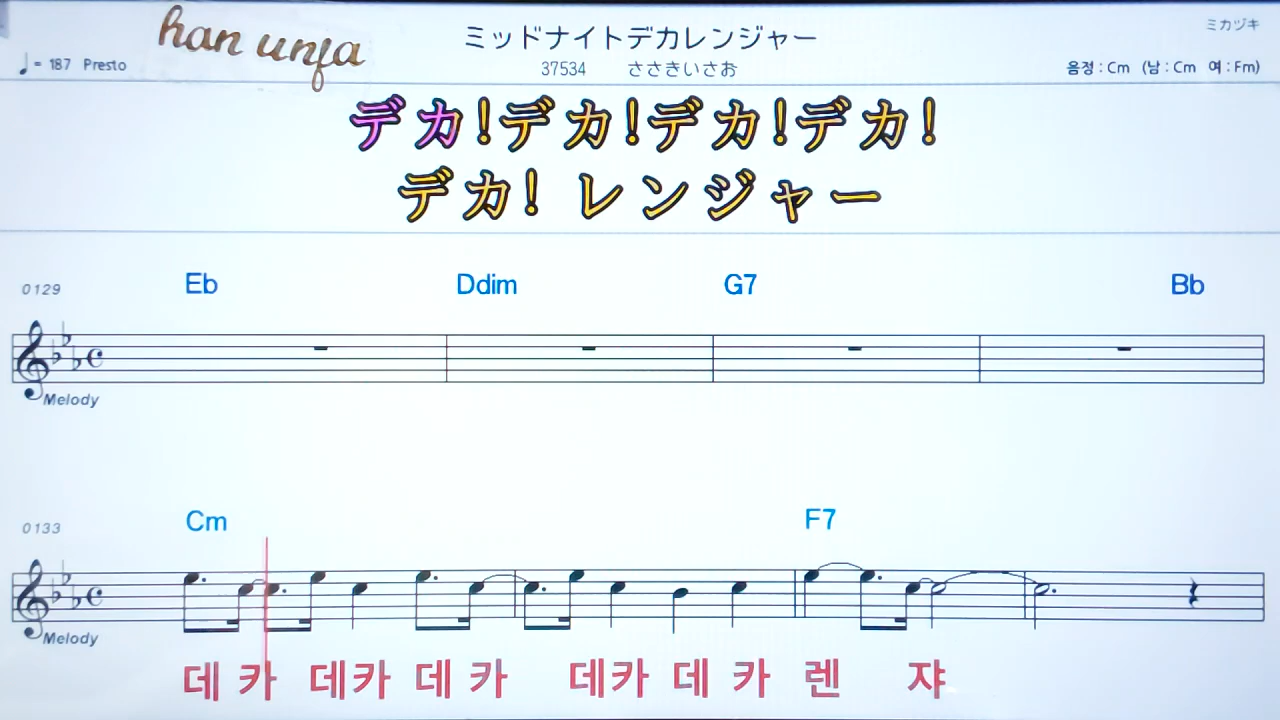 han unfa
ミッドナイトデカレンジャー
ミカヅキ
♩= 187 Presto
37534 ささきいさお
음정 : Cm (남 : Cm 여 : Fm)
デカ!デカ!デカ!デカ!
デカ! レンジャー
0129 Eb Ddim G7 Bb
Melody
0133 Cm F7
Melody
데 카 데카 데 카 데카 데 카 렌 쟈